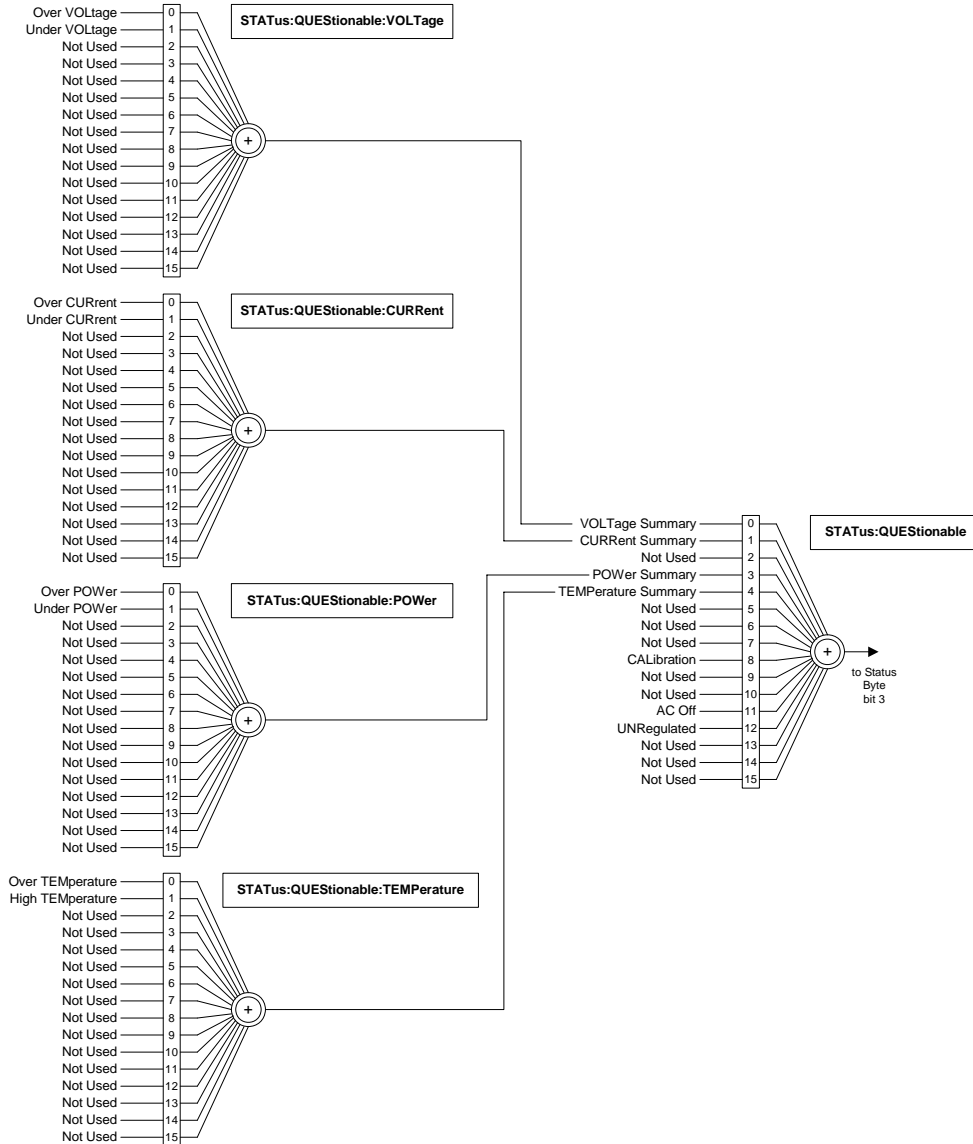 STATus:QUEStionable:VOLTage
Over VOLtage 0
Under VOLtage 1
Not Used 2
Not Used 3
Not Used 4
Not Used 5
Not Used 6
Not Used 7
Not Used 8
Not Used 9
Not Used 10
Not Used 11
Not Used 12
Not Used 13
Not Used 14
Not Used 15
+
STATus:QUEStionable:CURRent
Over CURrent 0
Under CURrent 1
Not Used 2
Not Used 3
Not Used 4
Not Used 5
Not Used 6
Not Used 7
Not Used 8
Not Used 9
Not Used 10
Not Used 11
Not Used 12
Not Used 13
Not Used 14
Not Used 15
+
STATus:QUEStionable:POWer
Over POWer 0
Under POWer 1
Not Used 2
Not Used 3
Not Used 4
Not Used 5
Not Used 6
Not Used 7
Not Used 8
Not Used 9
Not Used 10
Not Used 11
Not Used 12
Not Used 13
Not Used 14
Not Used 15
+
STATus:QUEStionable:TEMPerature
Over TEMperature 0
High TEMperature 1
Not Used 2
Not Used 3
Not Used 4
Not Used 5
Not Used 6
Not Used 7
Not Used 8
Not Used 9
Not Used 10
Not Used 11
Not Used 12
Not Used 13
Not Used 14
Not Used 15
+
STATus:QUEStionable
VOLTage Summary 0
CURRent Summary 1
Not Used 2
POWer Summary 3
TEMPerature Summary 4
Not Used 5
Not Used 6
Not Used 7
CALibration 8
Not Used 9
Not Used 10
AC Off 11
UNRegulated 12
Not Used 13
Not Used 14
Not Used 15
+
to Status
Byte
bit 3